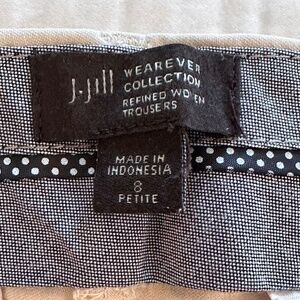 J.Jill
WEAREVER
COLLECTION
REFINED WOVEN
TROUSERS
MADE IN
INDONESIA
8
PETITE